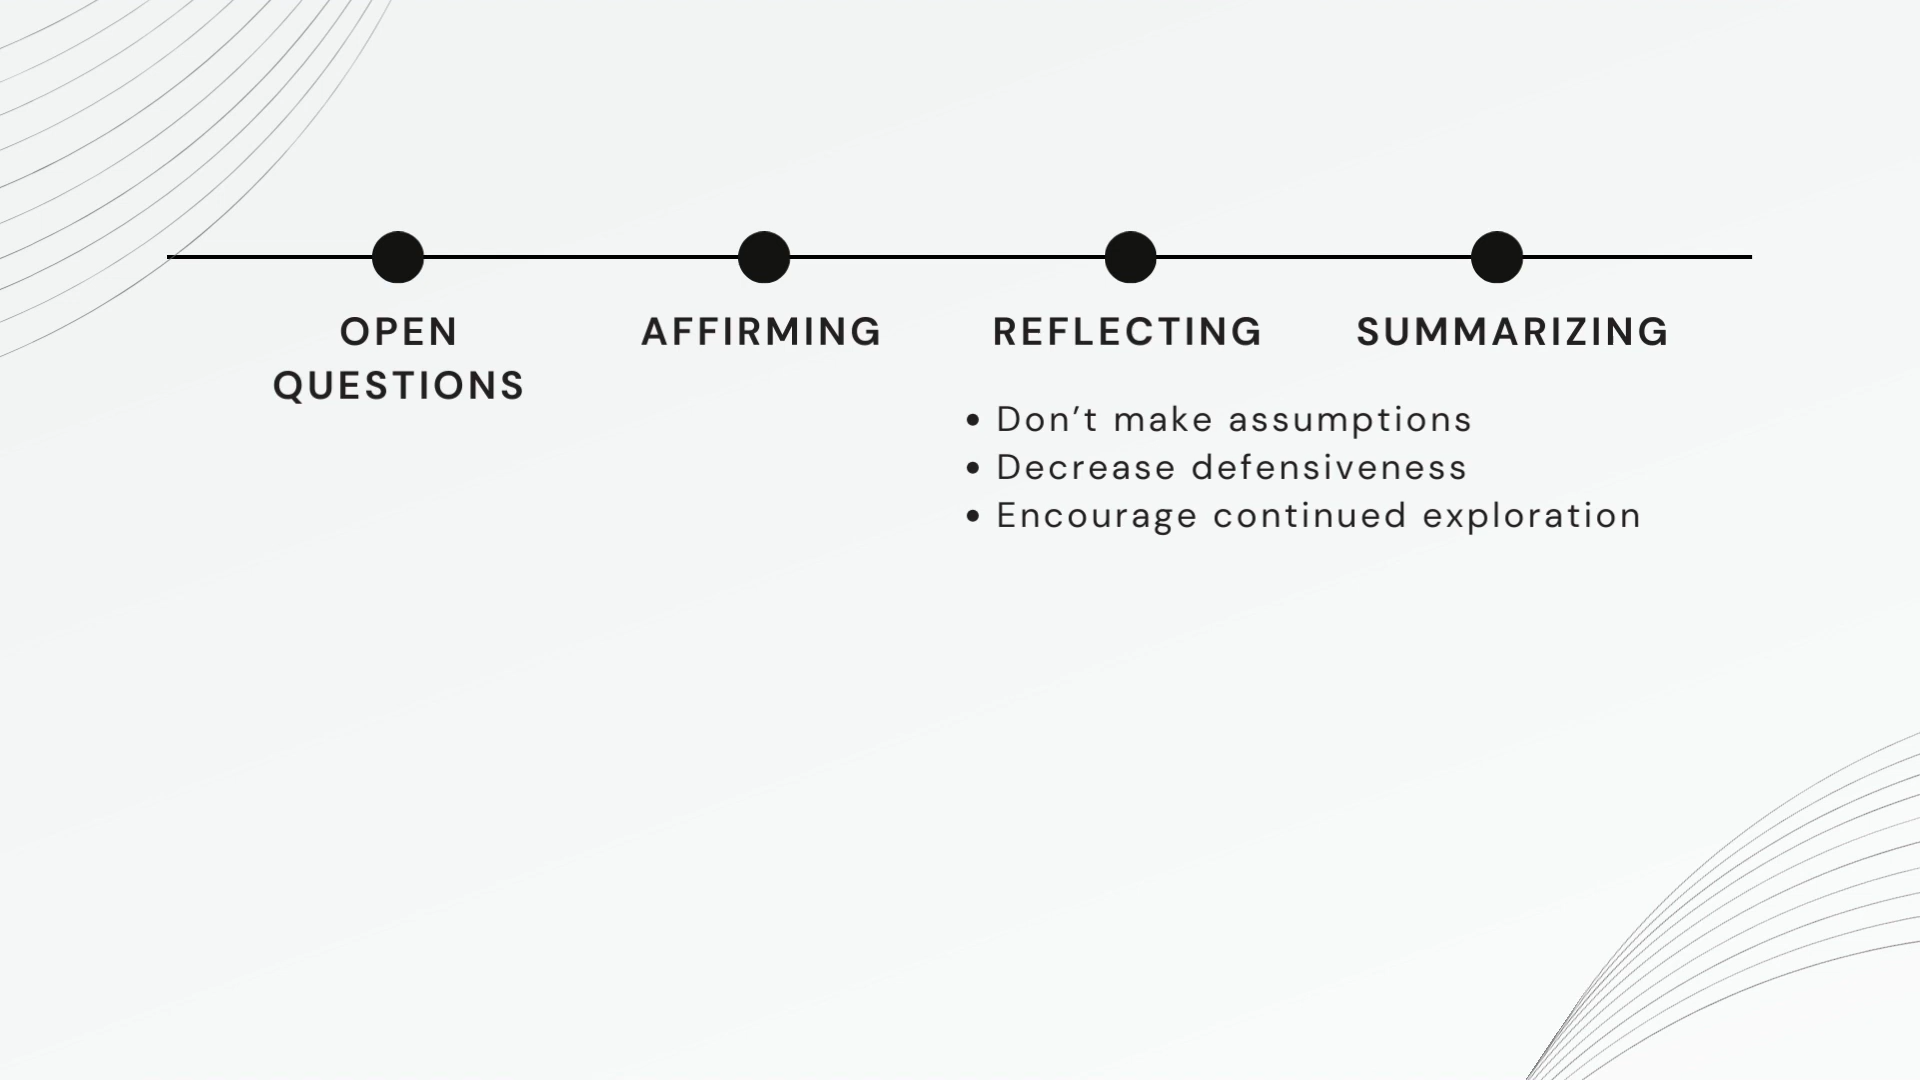 OPEN
QUESTIONS
AFFIRMING
REFLECTING
SUMMARIZING
• Don’t make assumptions
• Decrease defensiveness
• Encourage continued exploration